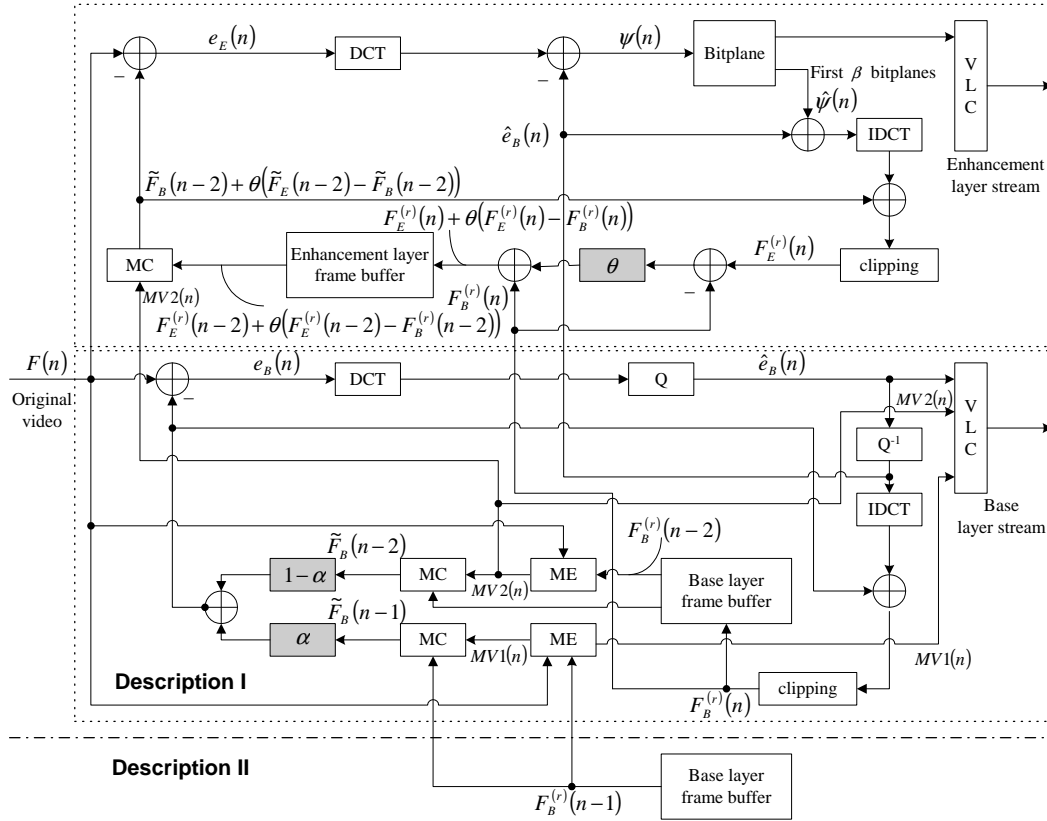 e_E(n)
DCT
ψ(n)
Bitplane
V
L
C
−
−
First β bitplanes
ψ̂(n)
ê_B(n)
IDCT
Enhancement
layer stream
F̃_B(n−2)+θ(F̃_E(n−2)−F̃_B(n−2))
F_E^(r)(n)+θ(F_E^(r)(n)−F_B^(r)(n))
MC
Enhancement layer
frame buffer
θ
F_E^(r)(n)
clipping
MV2(n)
F_B^(r)(n)
−
F_E^(r)(n−2)+θ(F_E^(r)(n−2)−F_B^(r)(n−2))
F(n)
Original
video
e_B(n)
DCT
Q
ê_B(n)
−
MV2(n)
V
L
C
Q^-1
IDCT
Base
layer stream
F̃_B(n−2)
F_B^(r)(n−2)
1−α
MC
MV2(n)
ME
Base layer
frame buffer
F̃_B(n−1)
α
MC
MV1(n)
ME
MV1(n)
Description I
clipping
F_B^(r)(n)
Description II
Base layer
frame buffer
F_B^(r)(n−1)